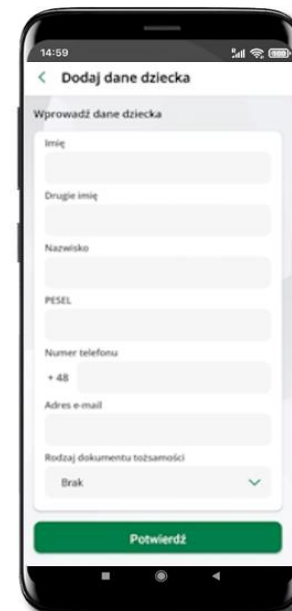 14:59
Dodaj dane dziecka
Wprowadź dane dziecka
Imię
Drugie imię
Nazwisko
PESEL
Numer telefonu
+ 48
Adres e-mail
Rodzaj dokumentu tożsamości
Brak
Potwierdź